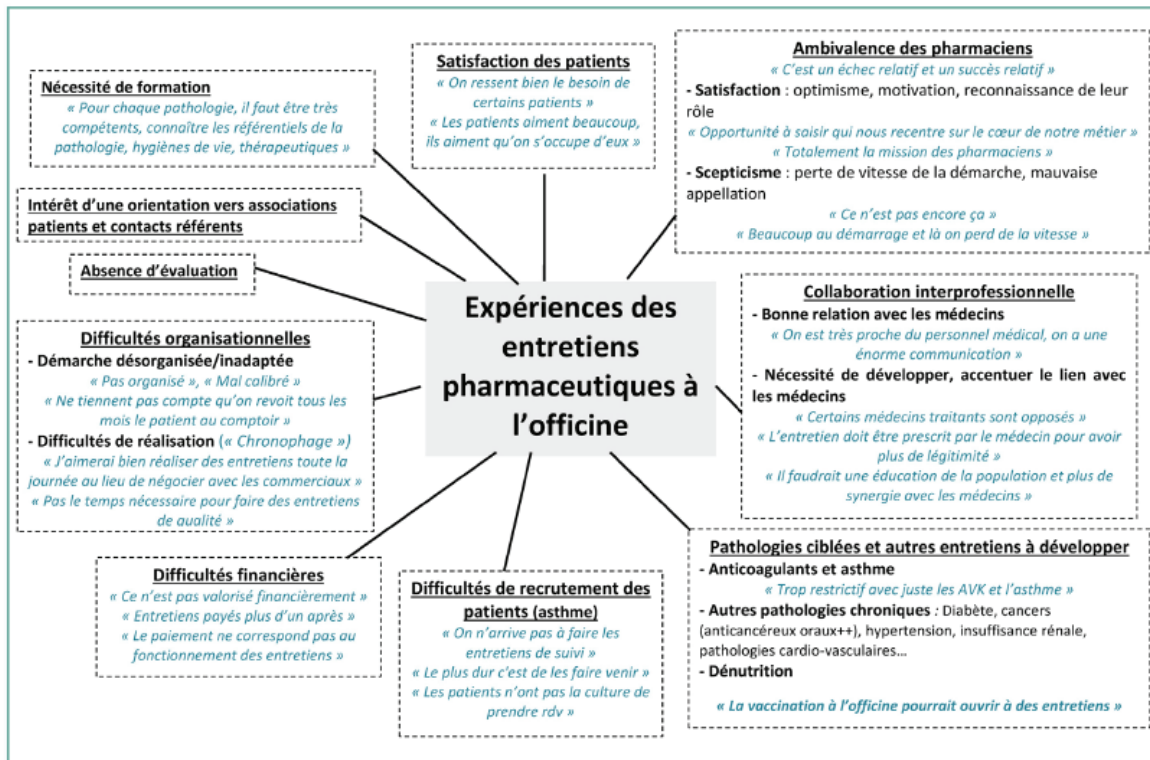 Nécessité de formation
« Pour chaque pathologie, il faut être très
compétents, connaître les référentiels de la
pathologie, hygiènes de vie, thérapeutiques »
Satisfaction des patients
« On ressent bien le besoin de
certains patients »
« Les patients aiment beaucoup,
ils aiment qu'on s'occupe d'eux »
Ambivalence des pharmaciens
« C'est un échec relatif et un succès relatif »
- Satisfaction : optimisme, motivation, reconnaissance de leur
rôle
« Opportunité à saisir qui nous recentre sur le cœur de notre métier »
« Totalement la mission des pharmaciens »
- Scepticisme : perte de vitesse de la démarche, mauvaise
appellation
« Ce n'est pas encore ça »
« Beaucoup au démarrage et là on perd de la vitesse »
Intérêt d'une orientation vers associations
patients et contacts référents
Absence d'évaluation
Expériences des
entretiens
pharmaceutiques à
l'officine
Difficultés organisationnelles
- Démarche désorganisée/inadaptée
« Pas organisé », « Mal calibré »
« Ne tiennent pas compte qu'on revoit tous les
mois le patient au comptoir »
- Difficultés de réalisation (« Chronophage »)
« J'aimerai bien réaliser des entretiens toute la
journée au lieu de négocier avec les commerciaux »
« Pas le temps nécessaire pour faire des entretiens
de qualité »
Collaboration interprofessionnelle
- Bonne relation avec les médecins
« On est très proche du personnel médical, on a une
énorme communication »
- Nécessité de développer, accentuer le lien avec
les médecins
« Certains médecins traitants sont opposés »
« L'entretien doit être prescrit par le médecin pour avoir
plus de légitimité »
« Il faudrait une éducation de la population et plus de
synergie avec les médecins »
Difficultés financières
« Ce n'est pas valorisé financièrement »
« Entretiens payés plus d'un après »
« Le paiement ne correspond pas au
fonctionnement des entretiens »
Difficultés de recrutement des
patients (asthme)
« On n'arrive pas à faire les
entretiens de suivi »
« Le plus dur c'est de les faire venir »
« Les patients n'ont pas la culture de
prendre rdv »
Pathologies ciblées et autres entretiens à développer
- Anticoagulants et asthme
« Trop restrictif avec juste les AVK et l'asthme »
- Autres pathologies chroniques : Diabète, cancers
(anticancéreux oraux++), hypertension, insuffisance rénale,
pathologies cardio-vasculaires…
- Dénutrition
« La vaccination à l'officine pourrait ouvrir à des entretiens »